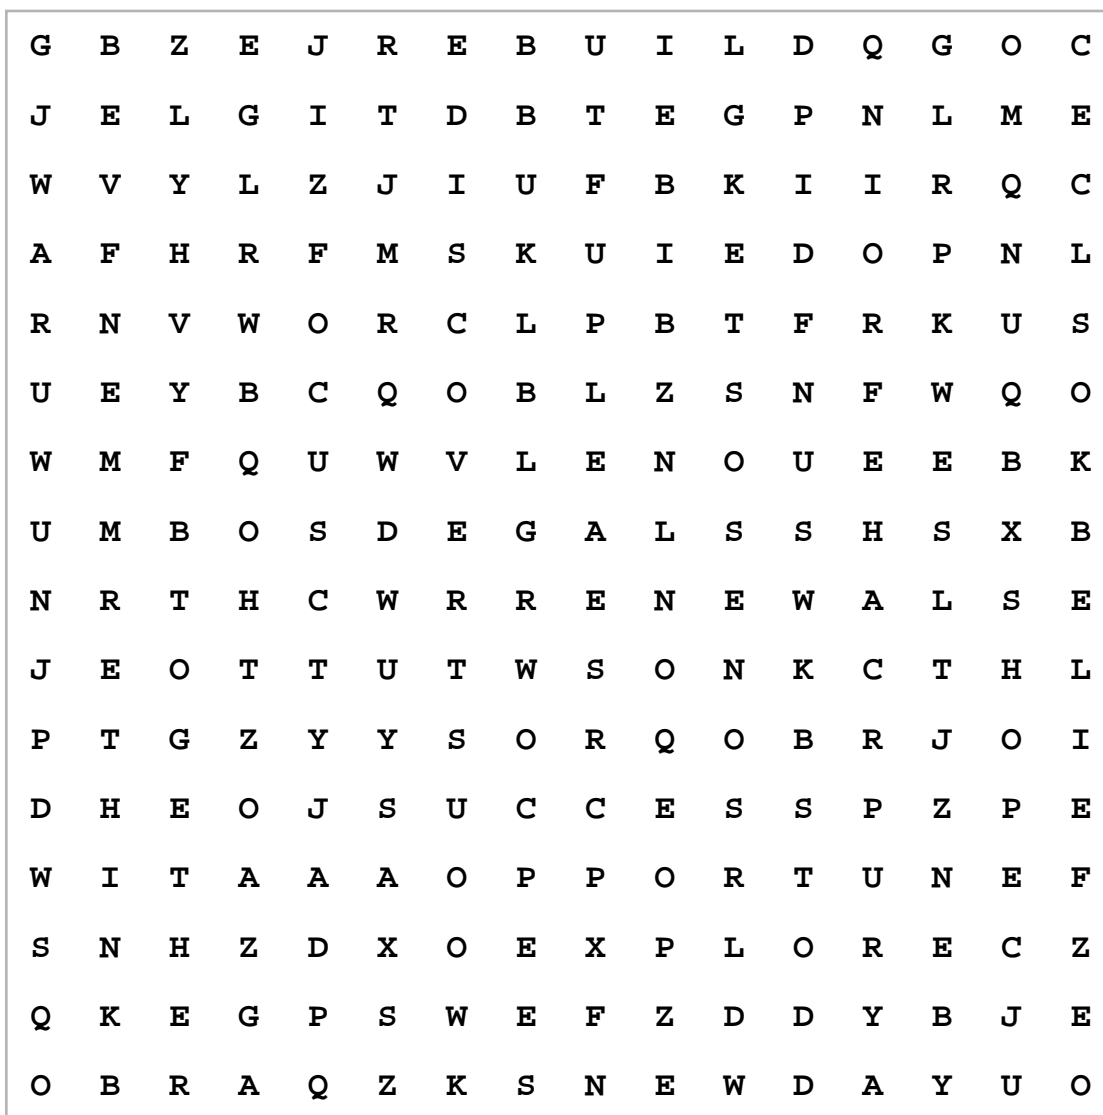 G B Z E J R E B U I L D Q G O C
J E L G I T D B T E G P N L M E
W V Y L Z J I U F B K I I R Q C
A F H R F M S K U I E D O P N L
R N V W O R C L P B T F R K U S
U E Y B C Q O B L Z S N F W Q O
W M F Q U W V L E N O U E E B K
U M B O S D E G A L S S H S X B
N R T H C W R R E N E W A L S E
J E O T T U T W S O N K C T H L
P T G Z Y Y S O R Q O B R J O I
D H E O J S U C C E S S P Z P E
W I T A A A O P P O R T U N E F
S N H Z D X O E X P L O R E C Z
Q K E G P S W E F Z D D Y B J E
O B R A Q Z K S N E W D A Y U O